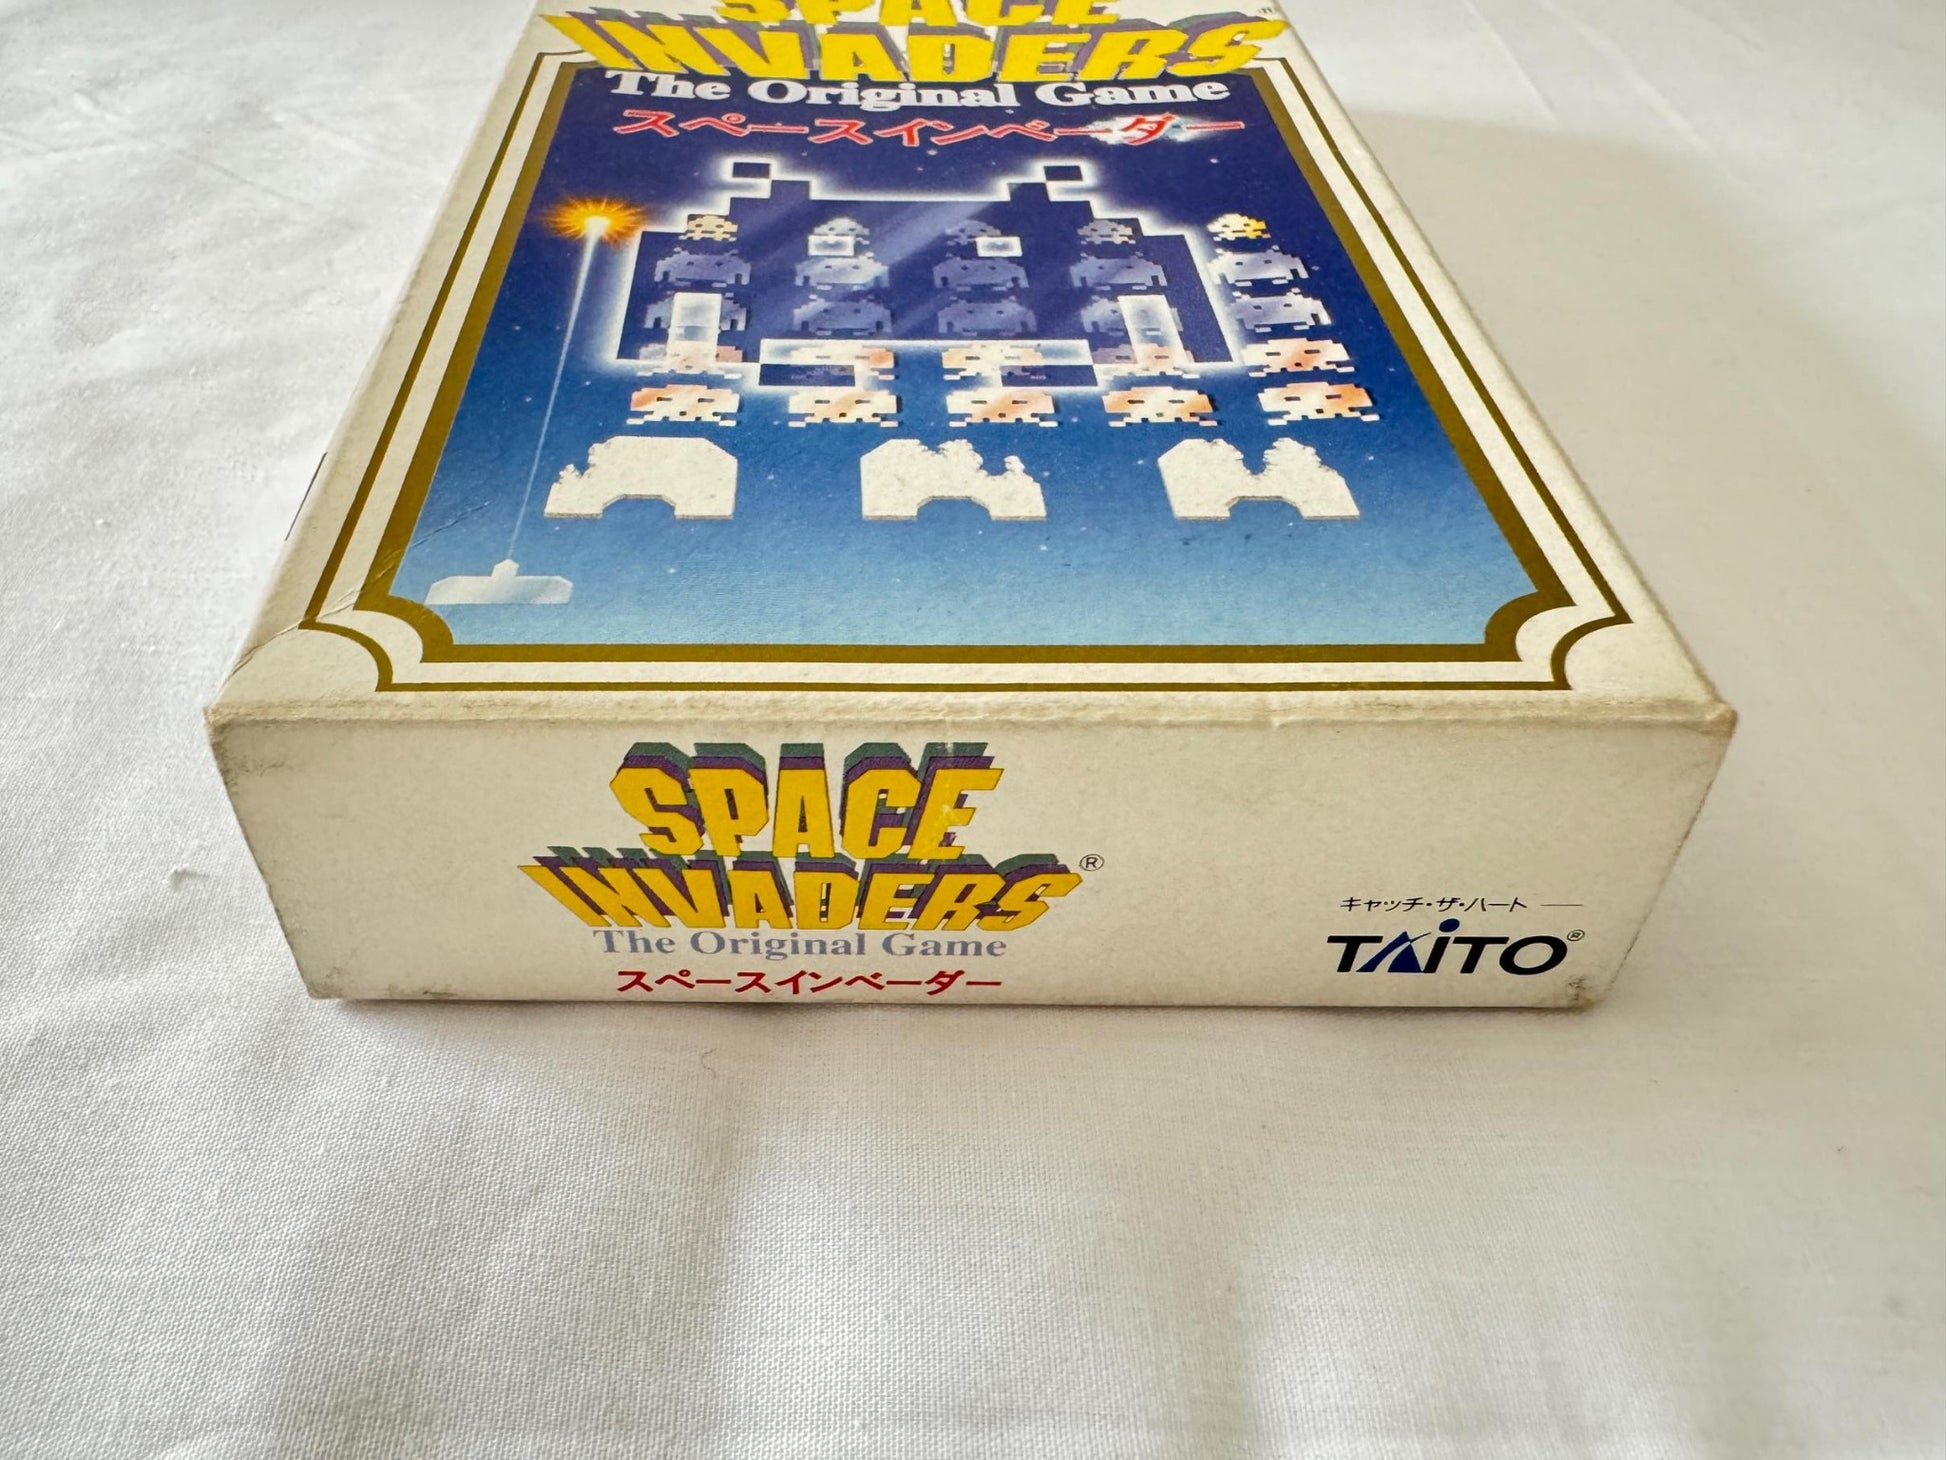 SPACE
INVADERS
The Original Game
スペースインベーダー
SPACE
INVADERS®
The Original Game
スペースインベーダー
キャッチ・ザ・ハート
TAITO®